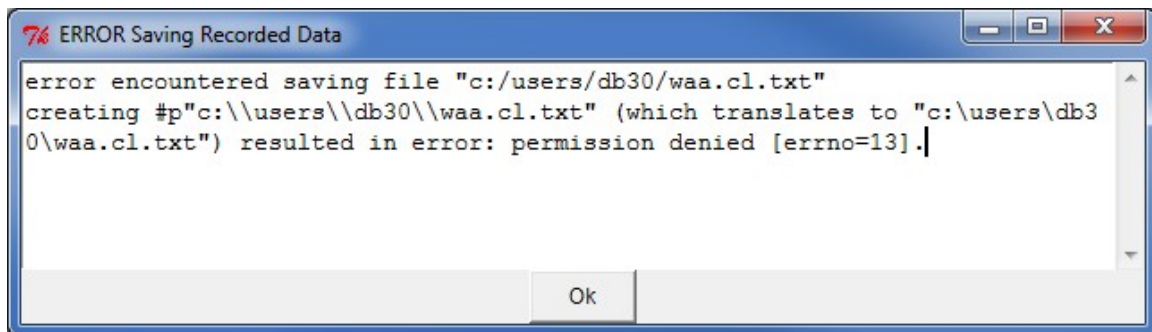 ERROR Saving Recorded Data
error encountered saving file "c:/users/db30/waa.cl.txt"
creating #p"c:\\users\\db30\\waa.cl.txt" (which translates to "c:\users\db3
0\waa.cl.txt") resulted in error: permission denied [errno=13].
Ok